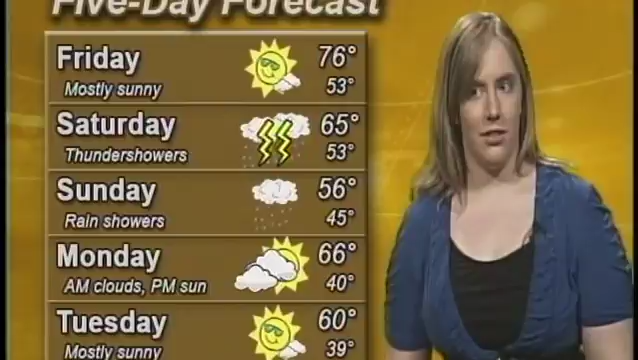 Five-Day Forecast
Friday 76°
Mostly sunny 53°
Saturday 65°
Thundershowers 53°
Sunday 56°
Rain showers 45°
Monday 66°
AM clouds, PM sun 40°
Tuesday 60°
Mostly sunny 39°